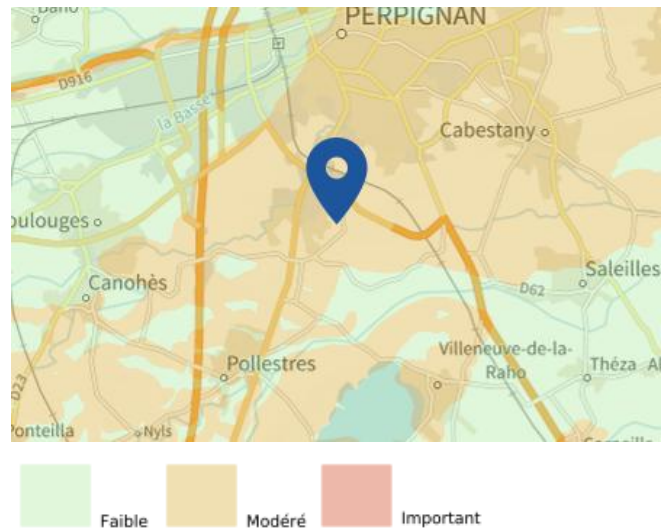 PERPIGNAN
D916
la Basse
Cabestany
oulouges
Canohès
Saleilles
D62
Pollestres
Villeneuve-de-la-
Raho
Théza
D23
Ponteilla
Nyls
Faible
Modéré
Important